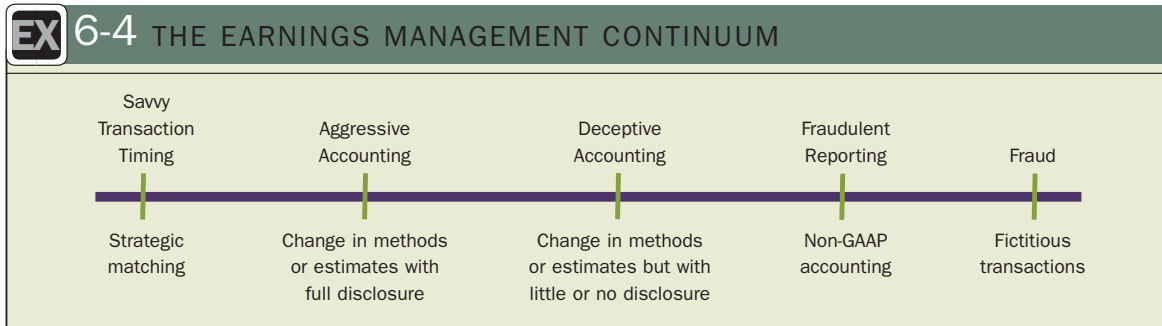 EX 6-4 THE EARNINGS MANAGEMENT CONTINUUM
Savvy
Transaction
Timing
Aggressive
Accounting
Deceptive
Accounting
Fraudulent
Reporting
Fraud
Strategic
matching
Change in methods
or estimates with
full disclosure
Change in methods
or estimates but with
little or no disclosure
Non-GAAP
accounting
Fictitious
transactions